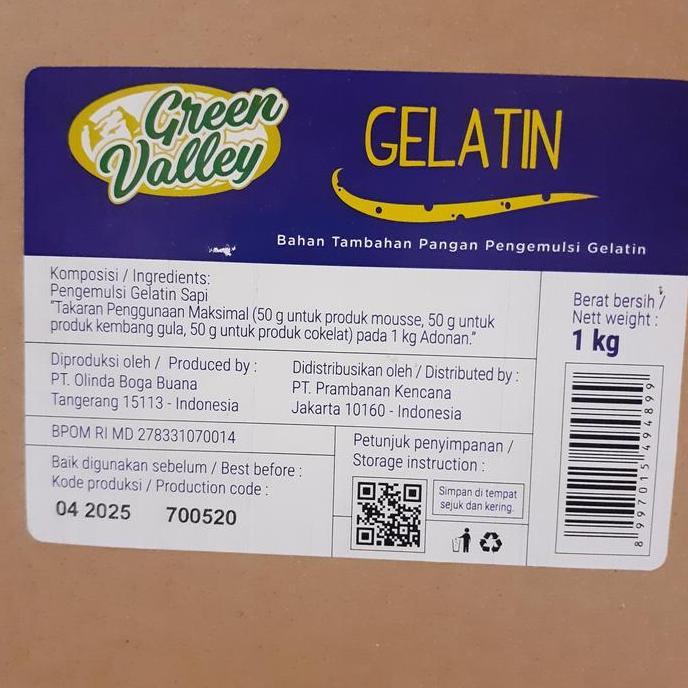 Green
Valley
GELATIN
Bahan Tambahan Pangan Pengemulsi Gelatin
Komposisi / Ingredients:
Pengemulsi Gelatin Sapi
"Takaran Penggunaan Maksimal (50 g untuk produk mousse, 50 g untuk
produk kembang gula, 50 g untuk produk cokelat) pada 1 kg Adonan."
Berat bersih /
Nett weight :
1 kg
Diproduksi oleh / Produced by :
PT. Olinda Boga Buana
Tangerang 15113 - Indonesia
Didistribusikan oleh / Distributed by :
PT. Prambanan Kencana
Jakarta 10160 - Indonesia
BPOM RI MD 278331070014
Baik digunakan sebelum / Best before :
Kode produksi / Production code :
04 2025 700520
Petunjuk penyimpanan /
Storage instruction :
Simpan di tempat
sejuk dan kering.
8 997015 494899